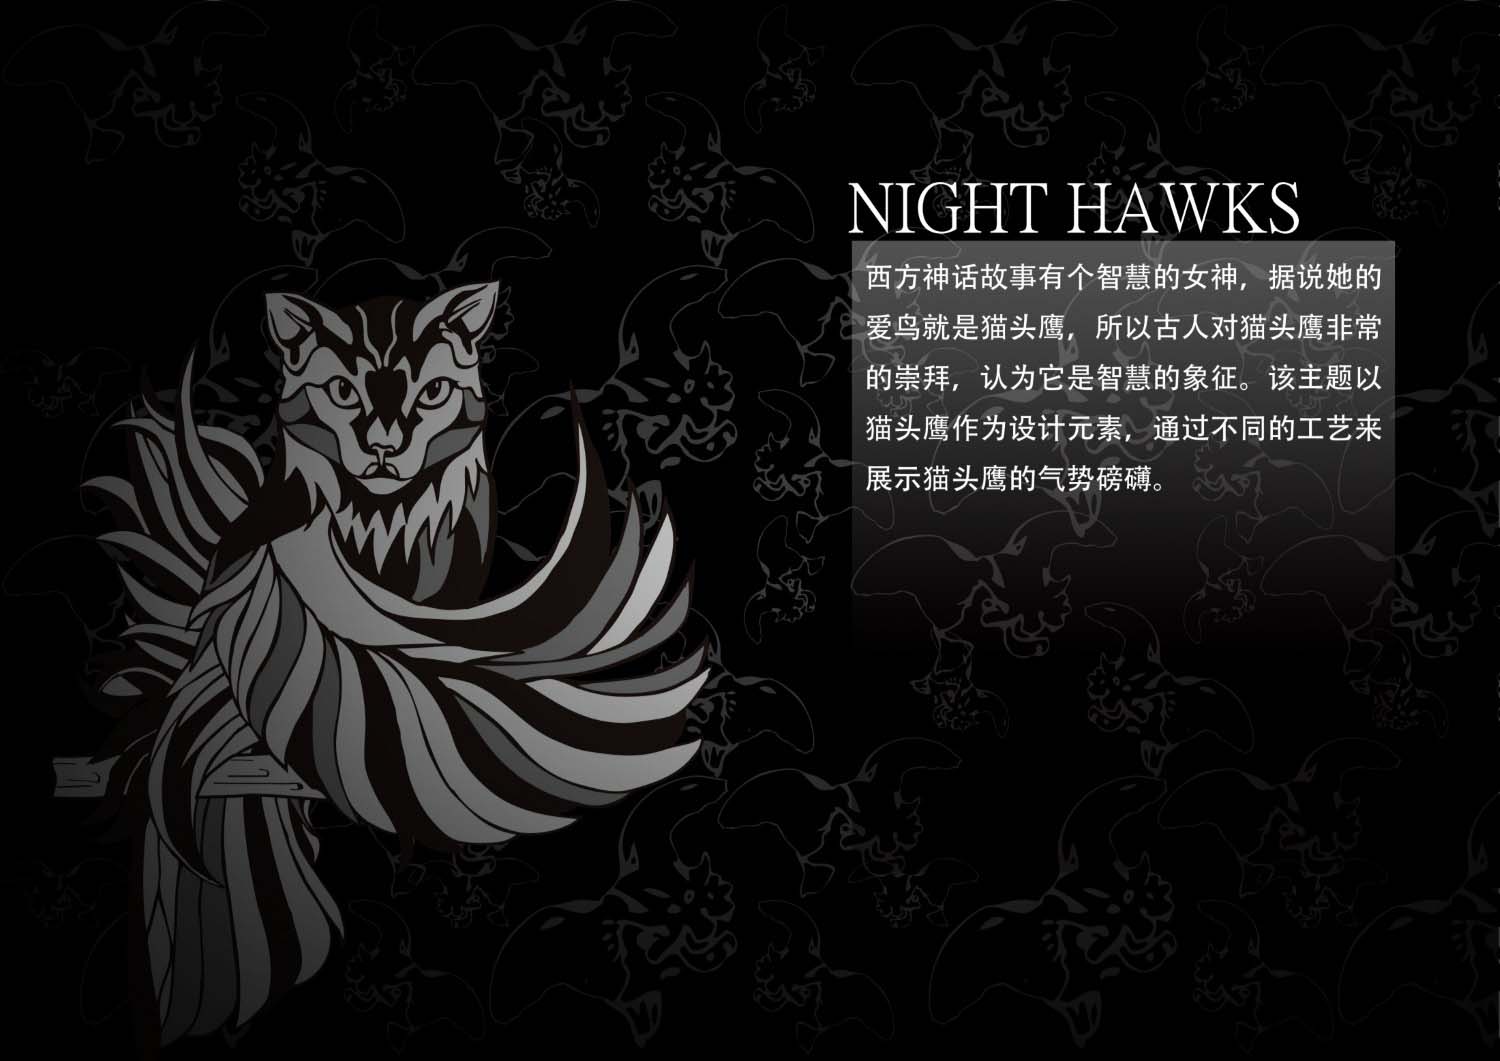 NIGHT HAWKS
西方神话故事有个智慧的女神，据说她的
爱鸟就是猫头鹰，所以古人对猫头鹰非常
的崇拜，认为它是智慧的象征。该主题以
猫头鹰作为设计元素，通过不同的工艺来
展示猫头鹰的气势磅礴。